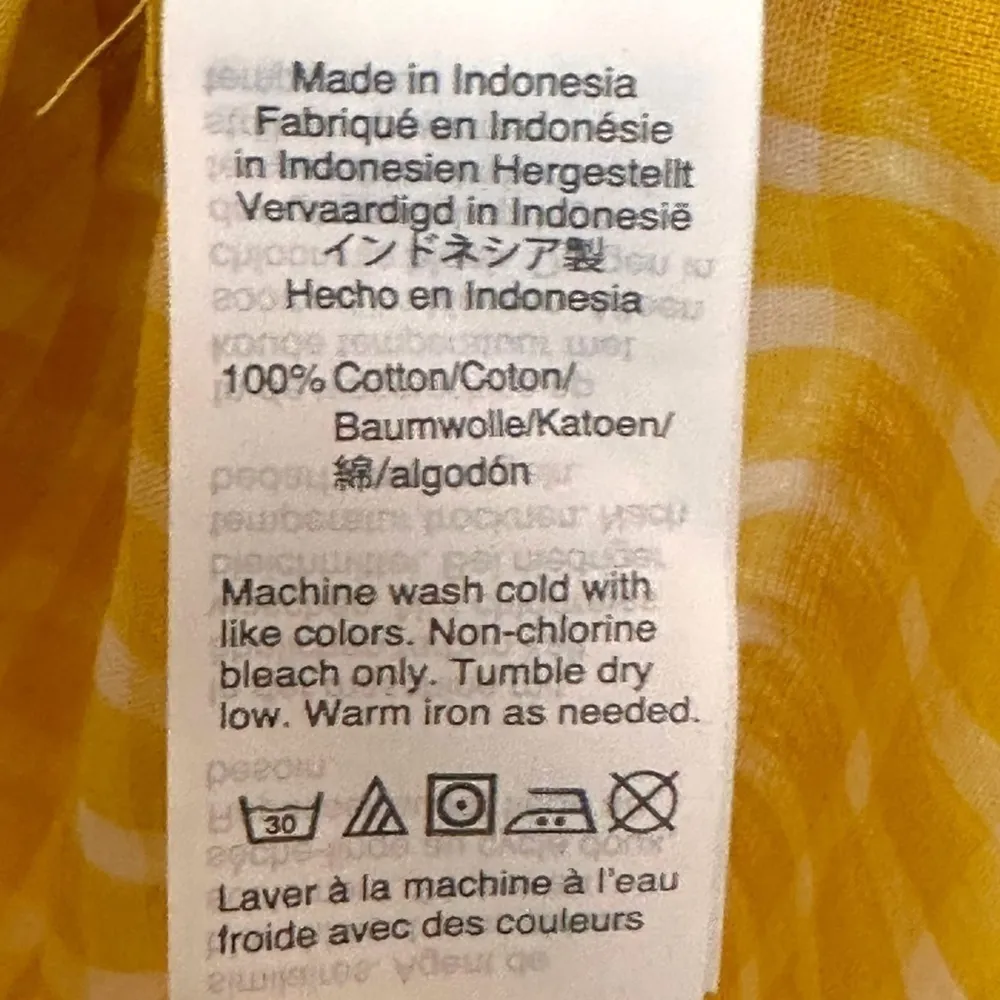 Made in Indonesia
Fabriqué en Indonésie
in Indonesien Hergestellt
Vervaardigd in Indonesië
インドネシア製
Hecho en Indonesia
100% Cotton/Coton/
Baumwolle/Katoen/
綿/algodón
Machine wash cold with
like colors. Non-chlorine
bleach only. Tumble dry
low. Warm iron as needed.
30
Laver à la machine à l'eau
froide avec des couleurs